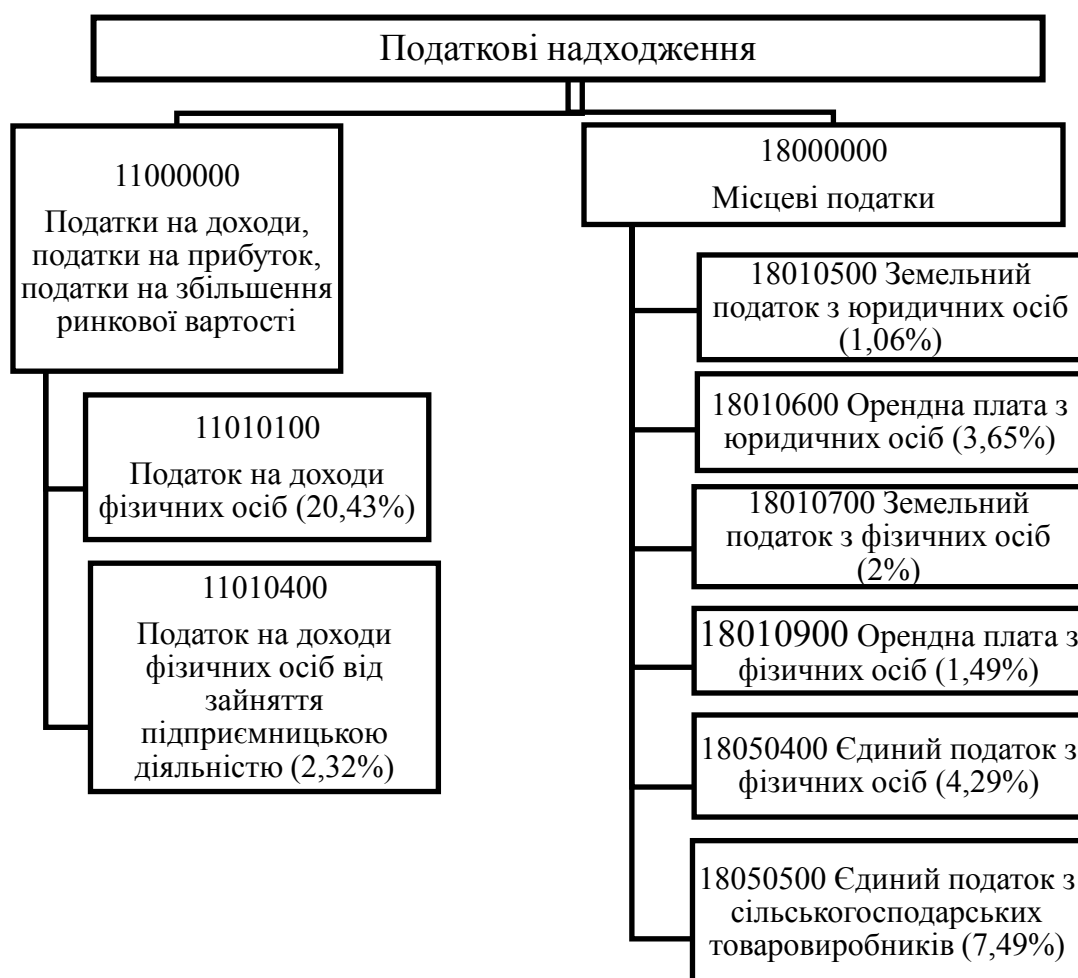 Податкові надходження
11000000
Податки на доходи,
податки на прибуток,
податки на збільшення
ринкової вартості
11010100
Податок на доходи
фізичних осіб (20,43%)
11010400
Податок на доходи
фізичних осіб від
зайняття
підприємницькою
діяльністю (2,32%)
18000000
Місцеві податки
18010500 Земельний
податок з юридичних осіб
(1,06%)
18010600 Орендна плата з
юридичних осіб (3,65%)
18010700 Земельний
податок з фізичних осіб
(2%)
18010900 Орендна плата з
фізичних осіб (1,49%)
18050400 Єдиний податок з
фізичних осіб (4,29%)
18050500 Єдиний податок з
сільськогосподарських
товаровиробників (7,49%)